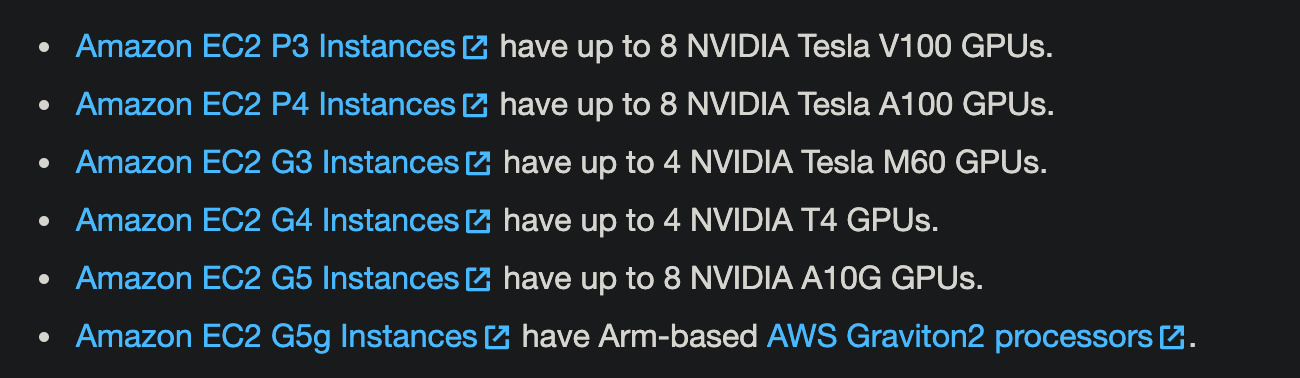 Amazon EC2 P3 Instances have up to 8 NVIDIA Tesla V100 GPUs.
Amazon EC2 P4 Instances have up to 8 NVIDIA Tesla A100 GPUs.
Amazon EC2 G3 Instances have up to 4 NVIDIA Tesla M60 GPUs.
Amazon EC2 G4 Instances have up to 4 NVIDIA T4 GPUs.
Amazon EC2 G5 Instances have up to 8 NVIDIA A10G GPUs.
Amazon EC2 G5g Instances have Arm-based AWS Graviton2 processors.